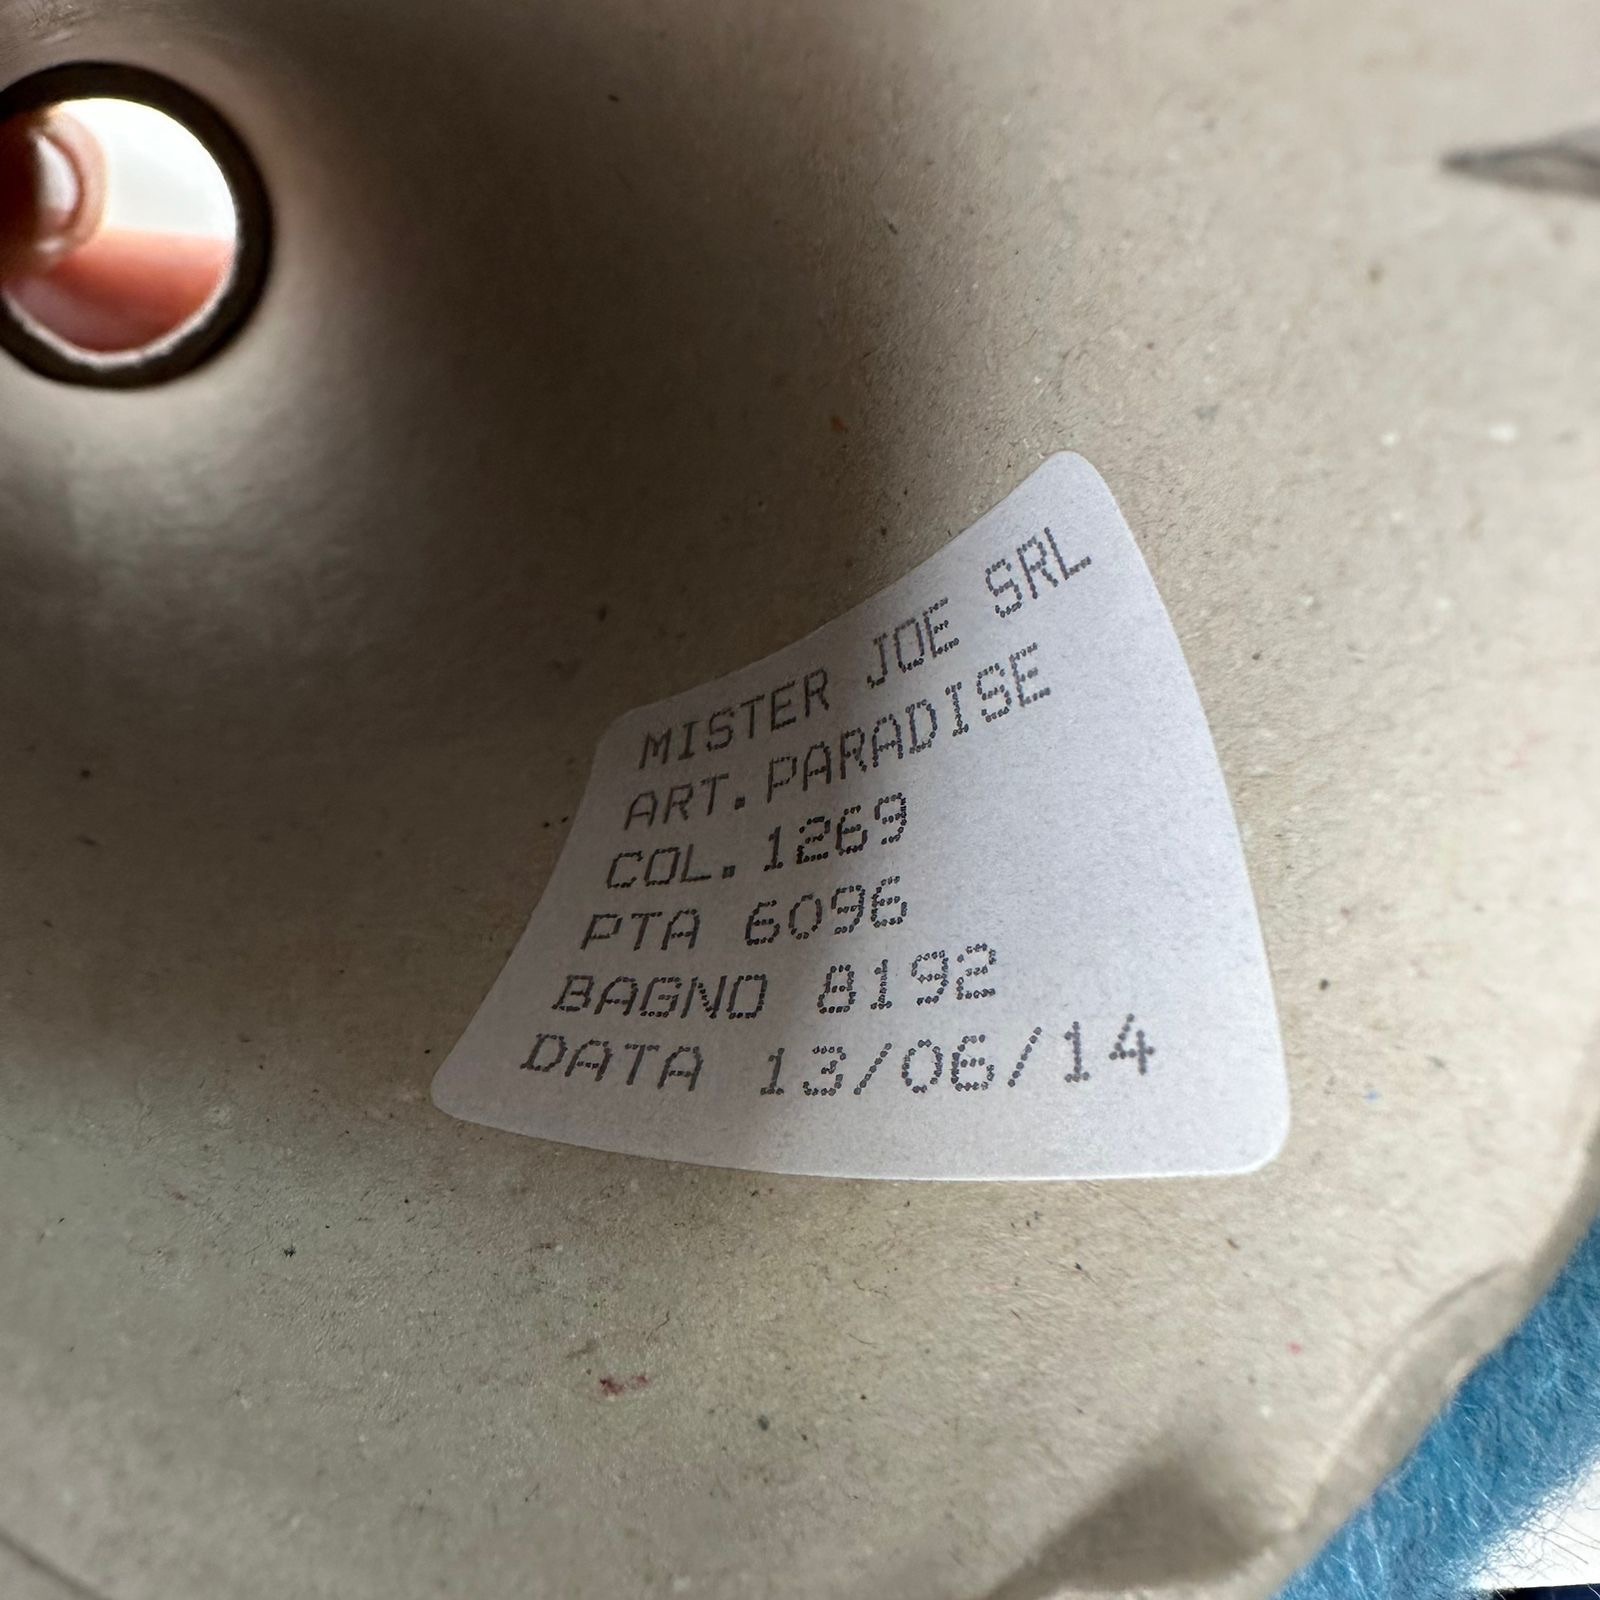 MISTER JOE SRL
ART.PARADISE
COL.1269
PTA 6096
BAGNO 8192
DATA 13/06/14